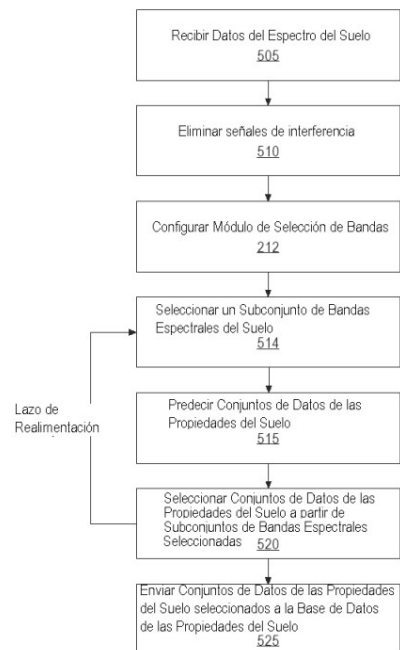 Recibir Datos del Espectro del Suelo
505
Eliminar señales de interferencia
510
Configurar Módulo de Selección de Bandas
212
Seleccionar un Subconjunto de Bandas
Espectrales del Suelo
514
Lazo de
Realimentación
Predecir Conjuntos de Datos de las
Propiedades del Suelo
515
Seleccionar Conjuntos de Datos de las
Propiedades del Suelo a partir de
Subconjuntos de Bandas Espectrales
Seleccionadas 520
Enviar Conjuntos de Datos de las Propiedades
del Suelo seleccionados a la Base de Datos
de las Propiedades del Suelo
525